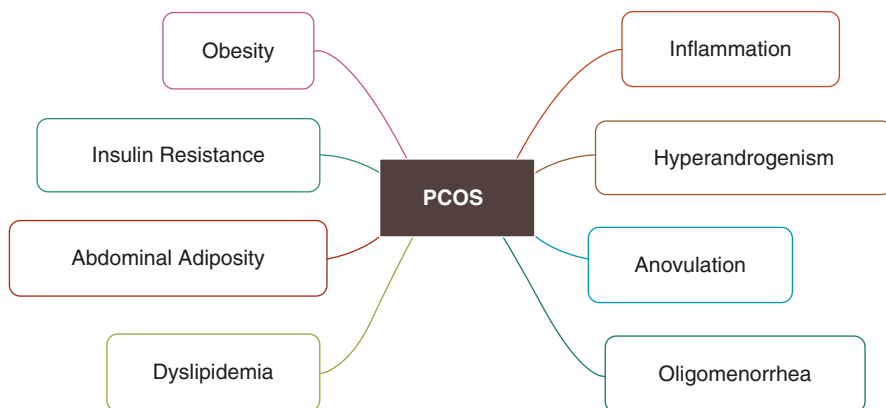 Obesity
Insulin Resistance
Abdominal Adiposity
Dyslipidemia
PCOS
Inflammation
Hyperandrogenism
Anovulation
Oligomenorrhea